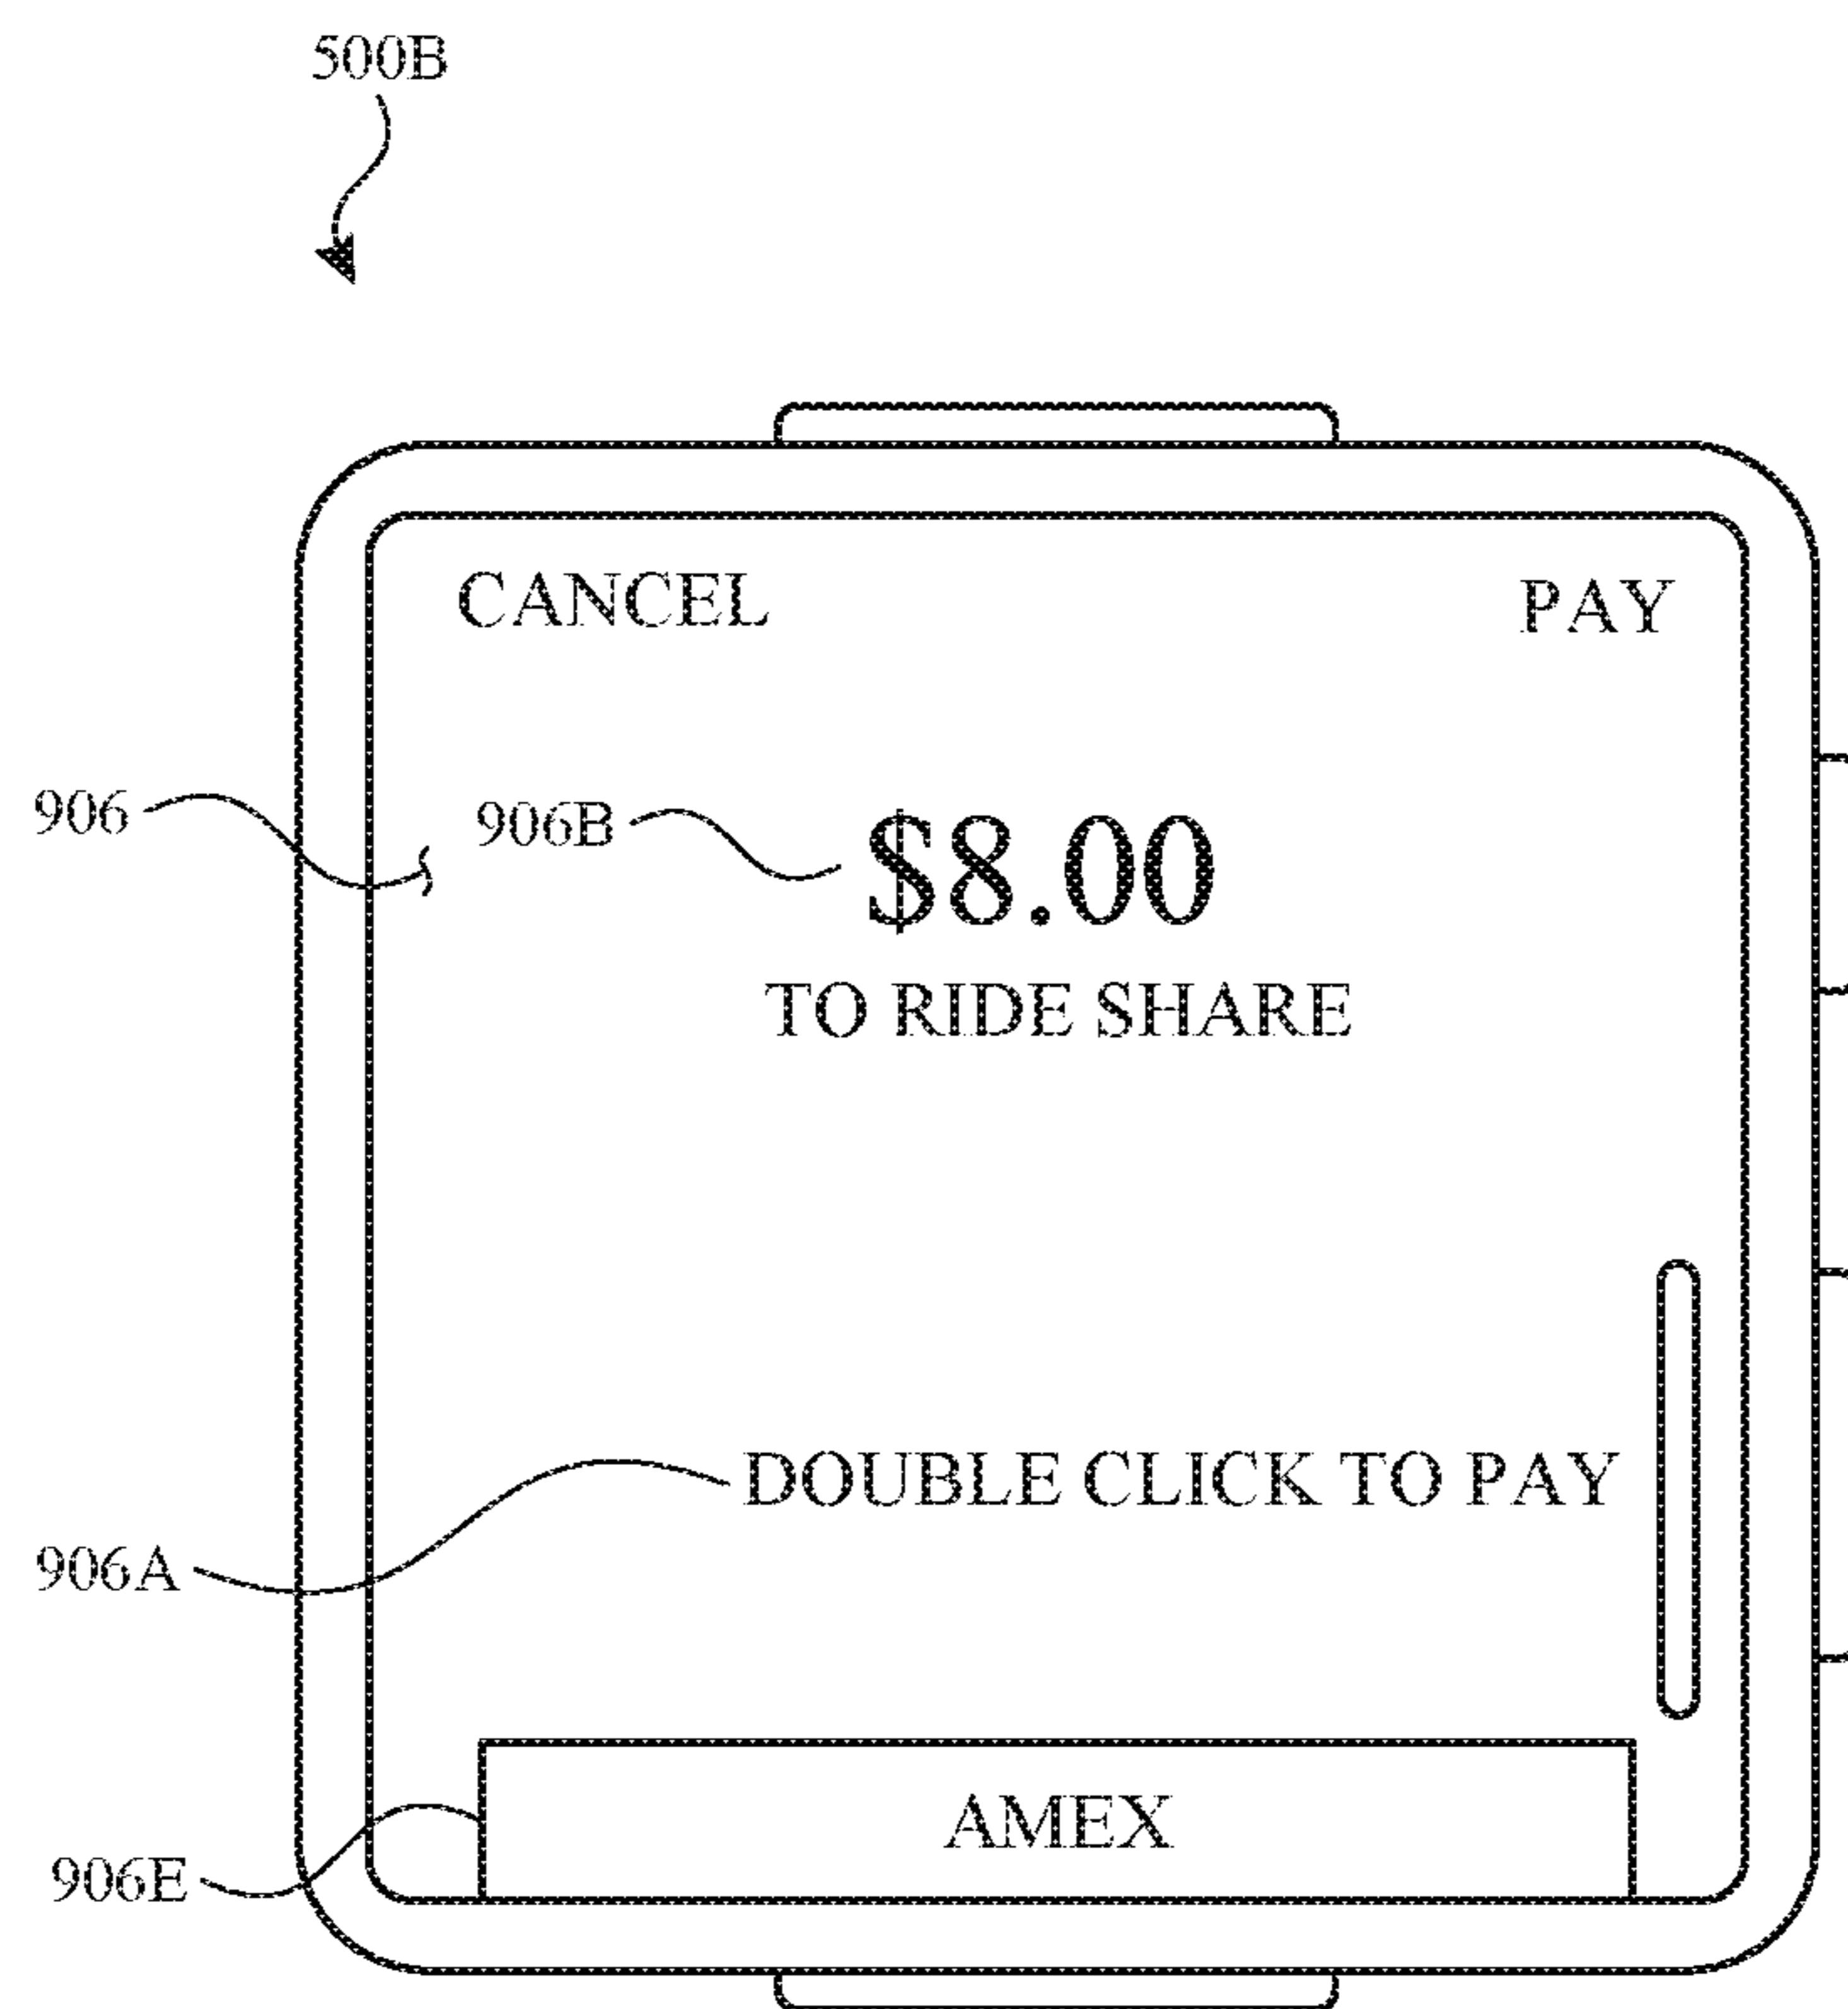 500B
CANCEL PAY
906
906B
$8.00
TO RIDE SHARE
DOUBLE CLICK TO PAY
906A
AMEX
906E